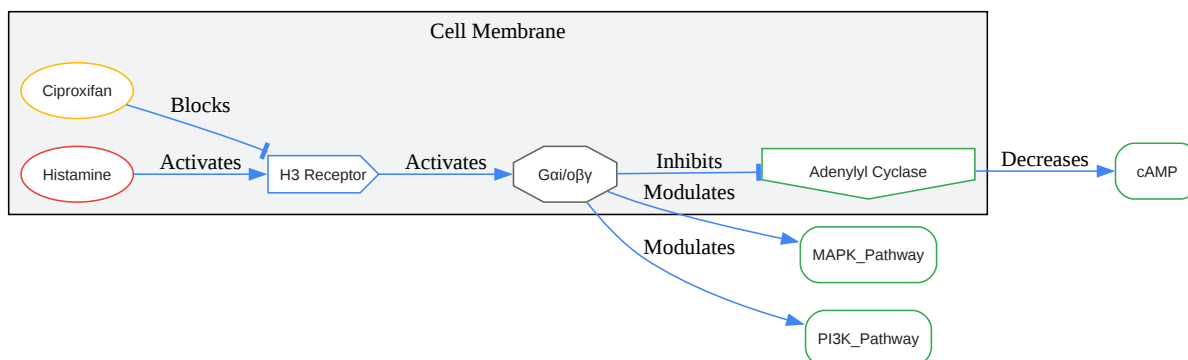 Cell Membrane
Ciproxifan
Blocks
Histamine
Activates
H3 Receptor
Activates
Gαi/oβγ
Inhibits
Adenylyl Cyclase
Decreases
cAMP
Modulates
MAPK_Pathway
Modulates
PI3K_Pathway